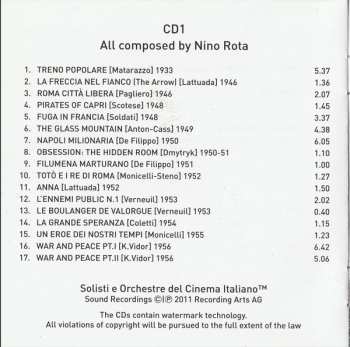 CD1
All composed by Nino Rota
1. TRENO POPOLARE [Matarazzo] 1933 5.37
2. LA FRECCIA NEL FIANCO (The Arrow) [Lattuada] 1946 1.36
3. ROMA CITTÀ LIBERA [Pagliero] 1946 2.07
4. PIRATES OF CAPRI [Scotese] 1948 1.45
5. FUGA IN FRANCIA [Soldati] 1948 3.37
6. THE GLASS MOUNTAIN [Anton-Cass] 1949 4.38
7. NAPOLI MILIONARIA [De Filippo] 1950 6.05
8. OBSESSION: THE HIDDEN ROOM [Dmytryk] 1950-51 1.10
9. FILUMENA MARTURANO [De Filippo] 1951 1.00
10. TOTÒ E I RE DI ROMA [Monicelli-Steno] 1952 1.27
11. ANNA [Lattuada] 1952 1.50
12. L'ENNEMI PUBLIC N.1 [Verneuil] 1953 2.02
13. LE BOULANGER DE VALORGUE [Verneuil] 1953 0.40
14. LA GRANDE SPERANZA [Coletti] 1954 1.15
15. UN EROE DEI NOSTRI TEMPI [Monicelli] 1955 1.23
16. WAR AND PEACE PT.I [K.Vidor] 1956 6.42
17. WAR AND PEACE PT.II [K.Vidor] 1956 5.06
Solisti e Orchestre del Cinema Italiano™
Sound Recordings ©℗ 2011 Recording Arts AG
The CDs contain watermark technology.
All violations of copyright will be pursued to the full extent of the law